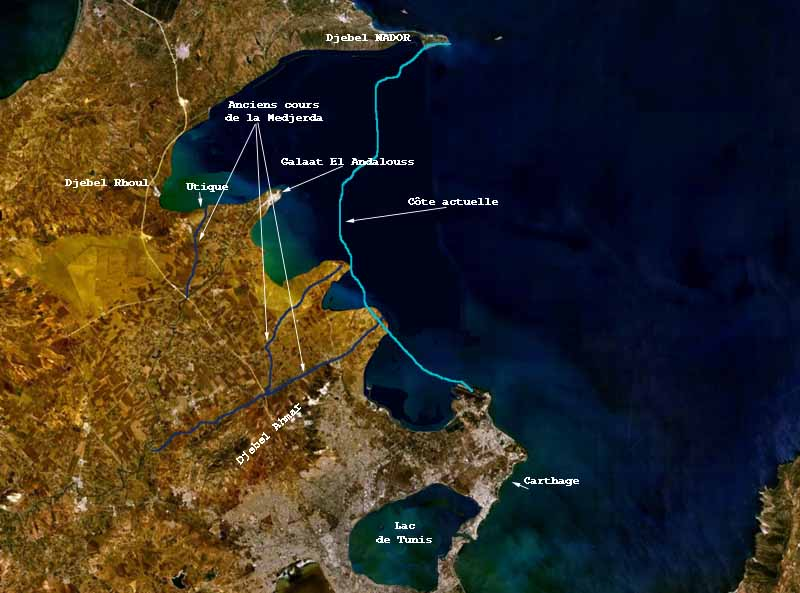 Djebel NADOR
Anciens cours
de la Medjerda
Galaat El Andalouss
Djebel Rhoul
Utique
Côte actuelle
Djebel Ahmar
Carthage
Lac
de Tunis